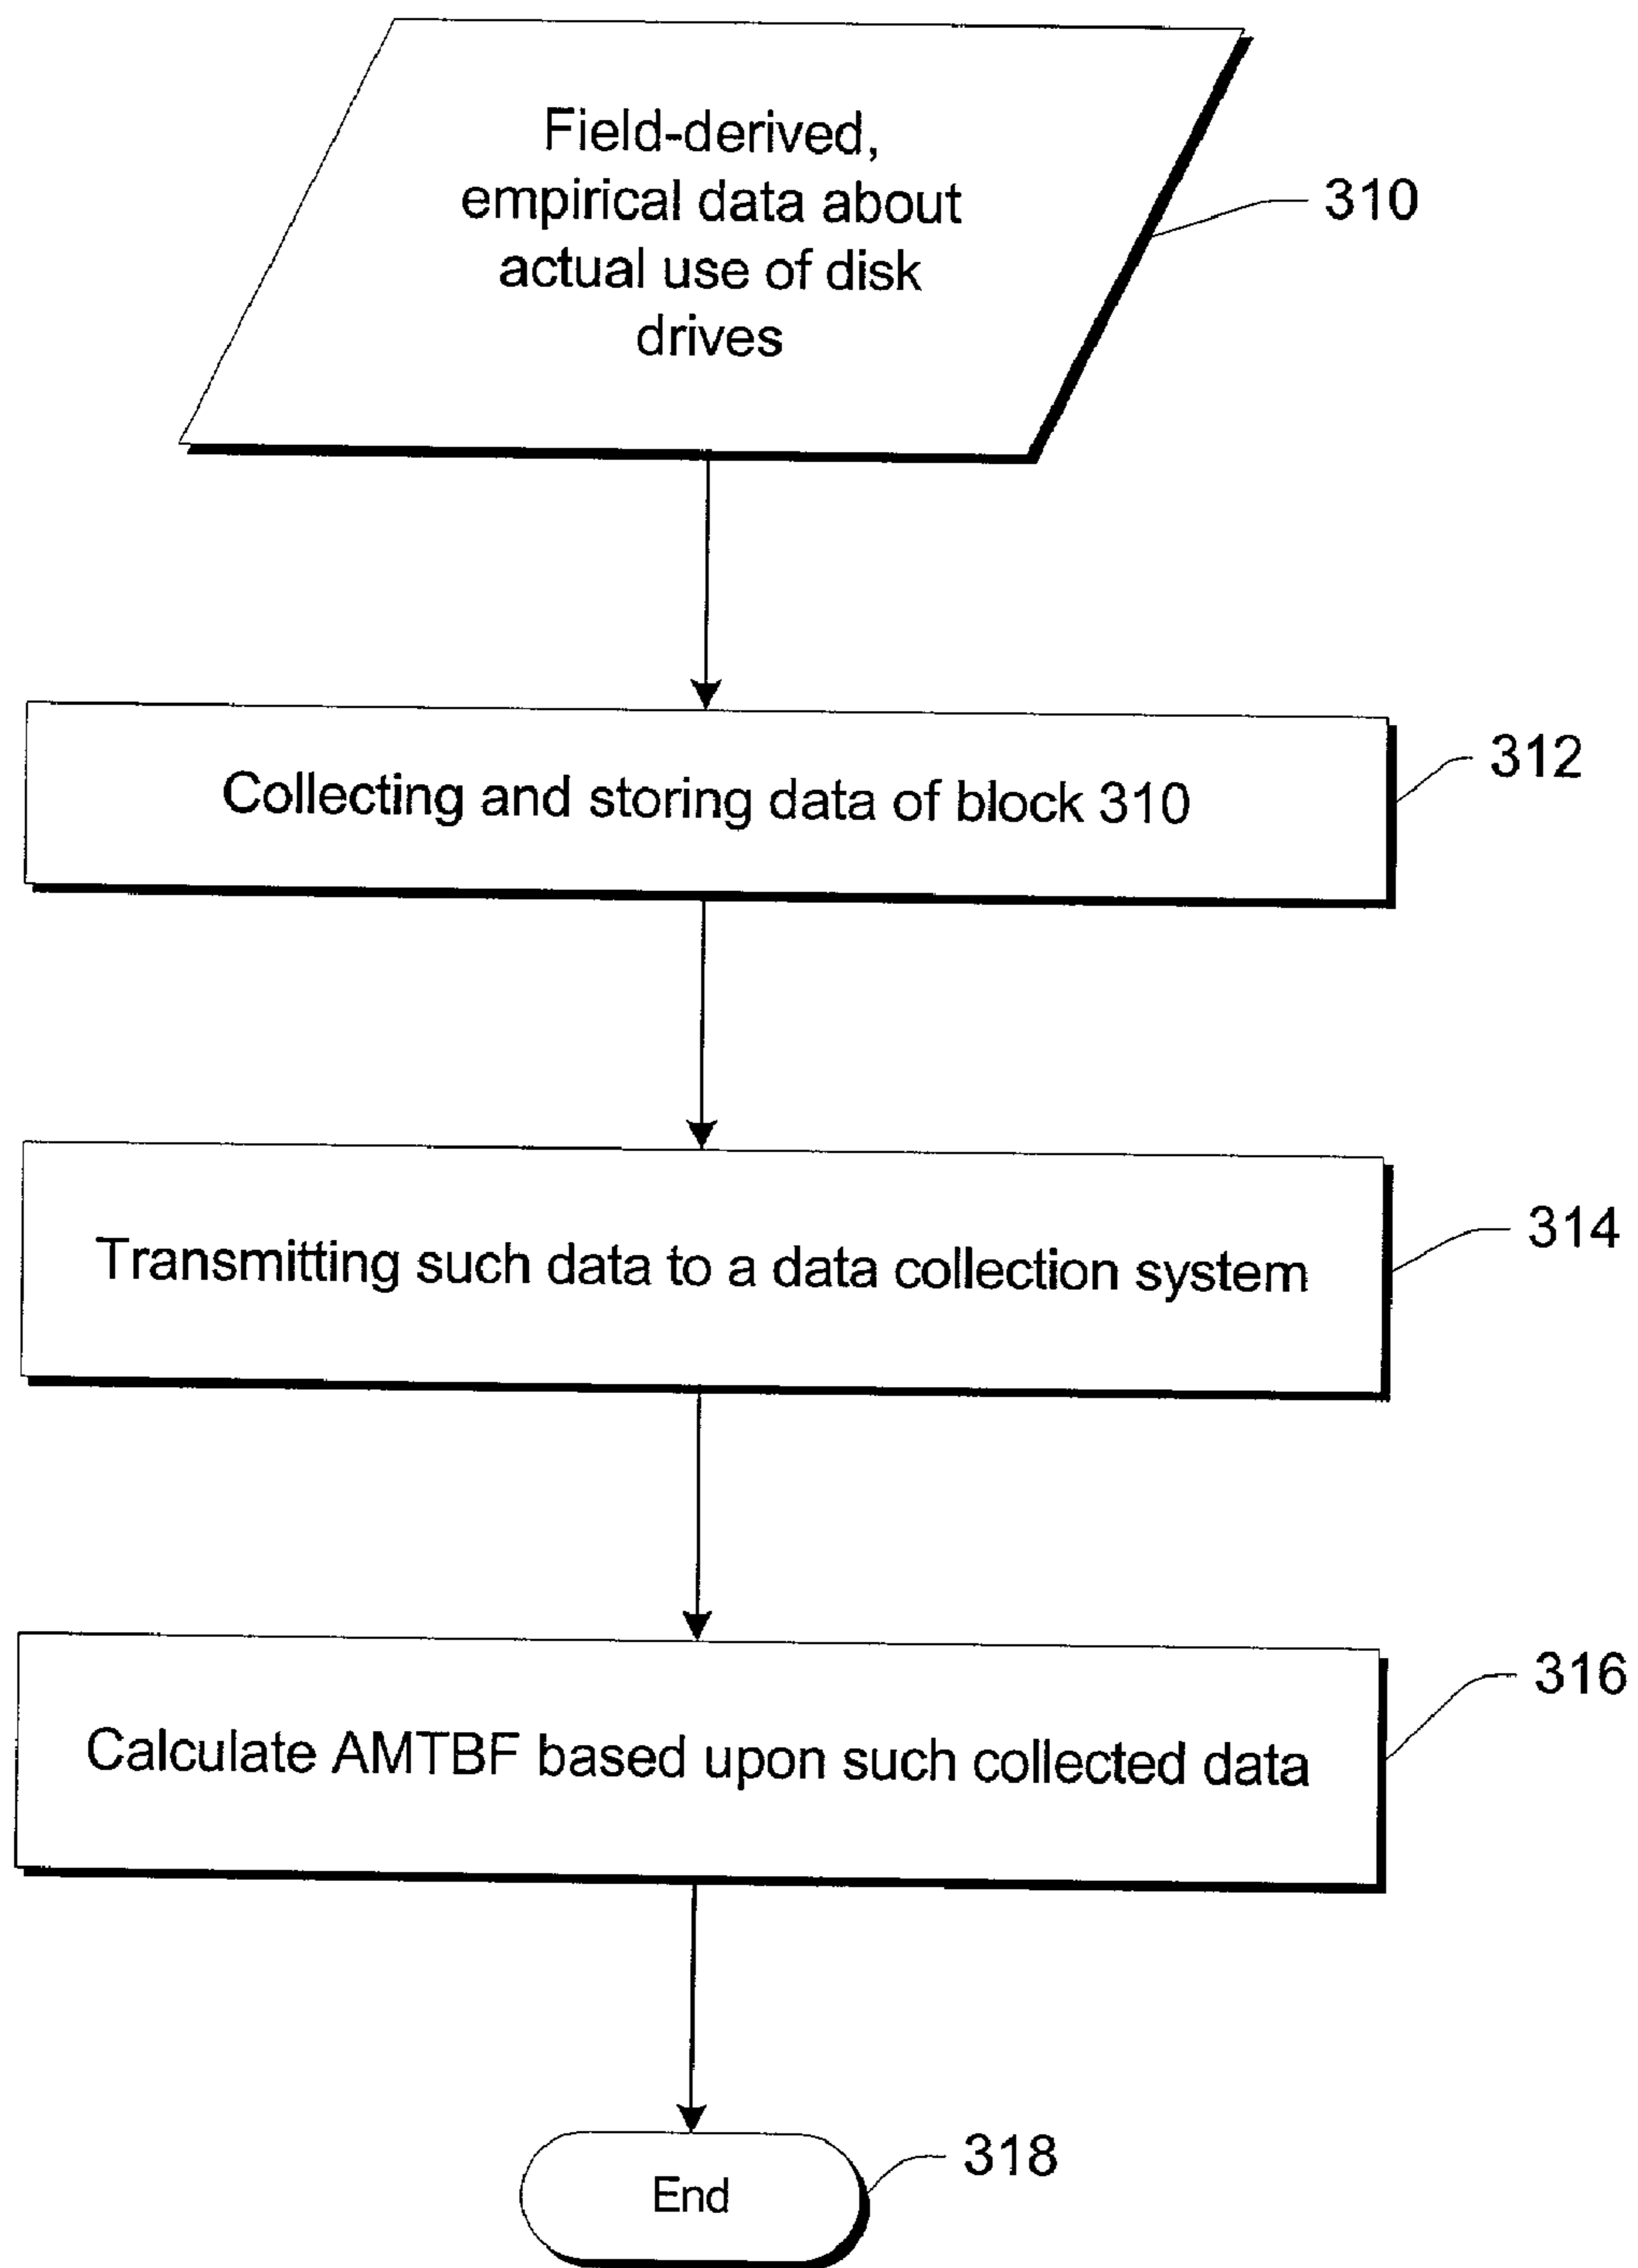 Field-derived,
empirical data about
actual use of disk
drives
310
Collecting and storing data of block 310
312
Transmitting such data to a data collection system
314
Calculate AMTBF based upon such collected data
316
End
318